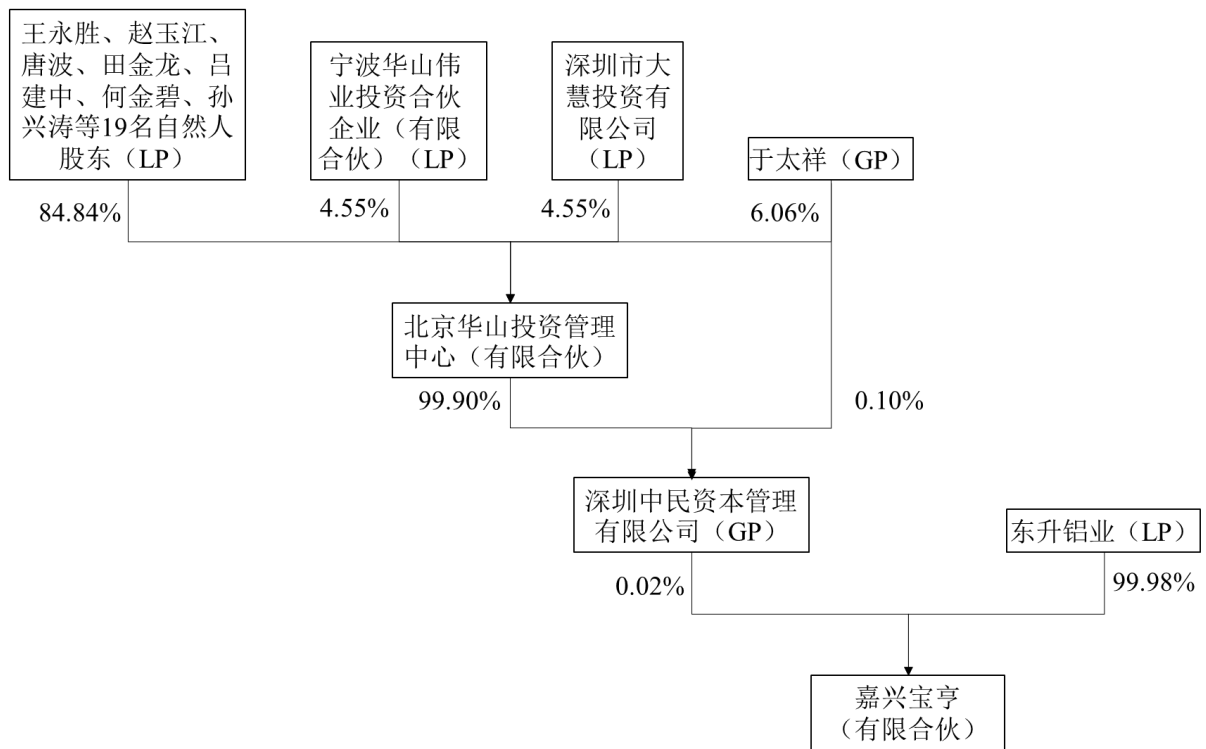 王永胜、赵玉江、
唐波、田金龙、吕
建中、何金碧、孙
兴涛等19名自然人
股东（LP）
宁波华山伟
业投资合伙
企业（有限
合伙）（LP）
深圳市大
慧投资有
限公司
（LP）
于太祥（GP）
84.84%
4.55%
4.55%
6.06%
北京华山投资管理
中心（有限合伙）
99.90%
0.10%
深圳中民资本管理
有限公司（GP）
东升铝业（LP）
0.02%
99.98%
嘉兴宝亨
（有限合伙）